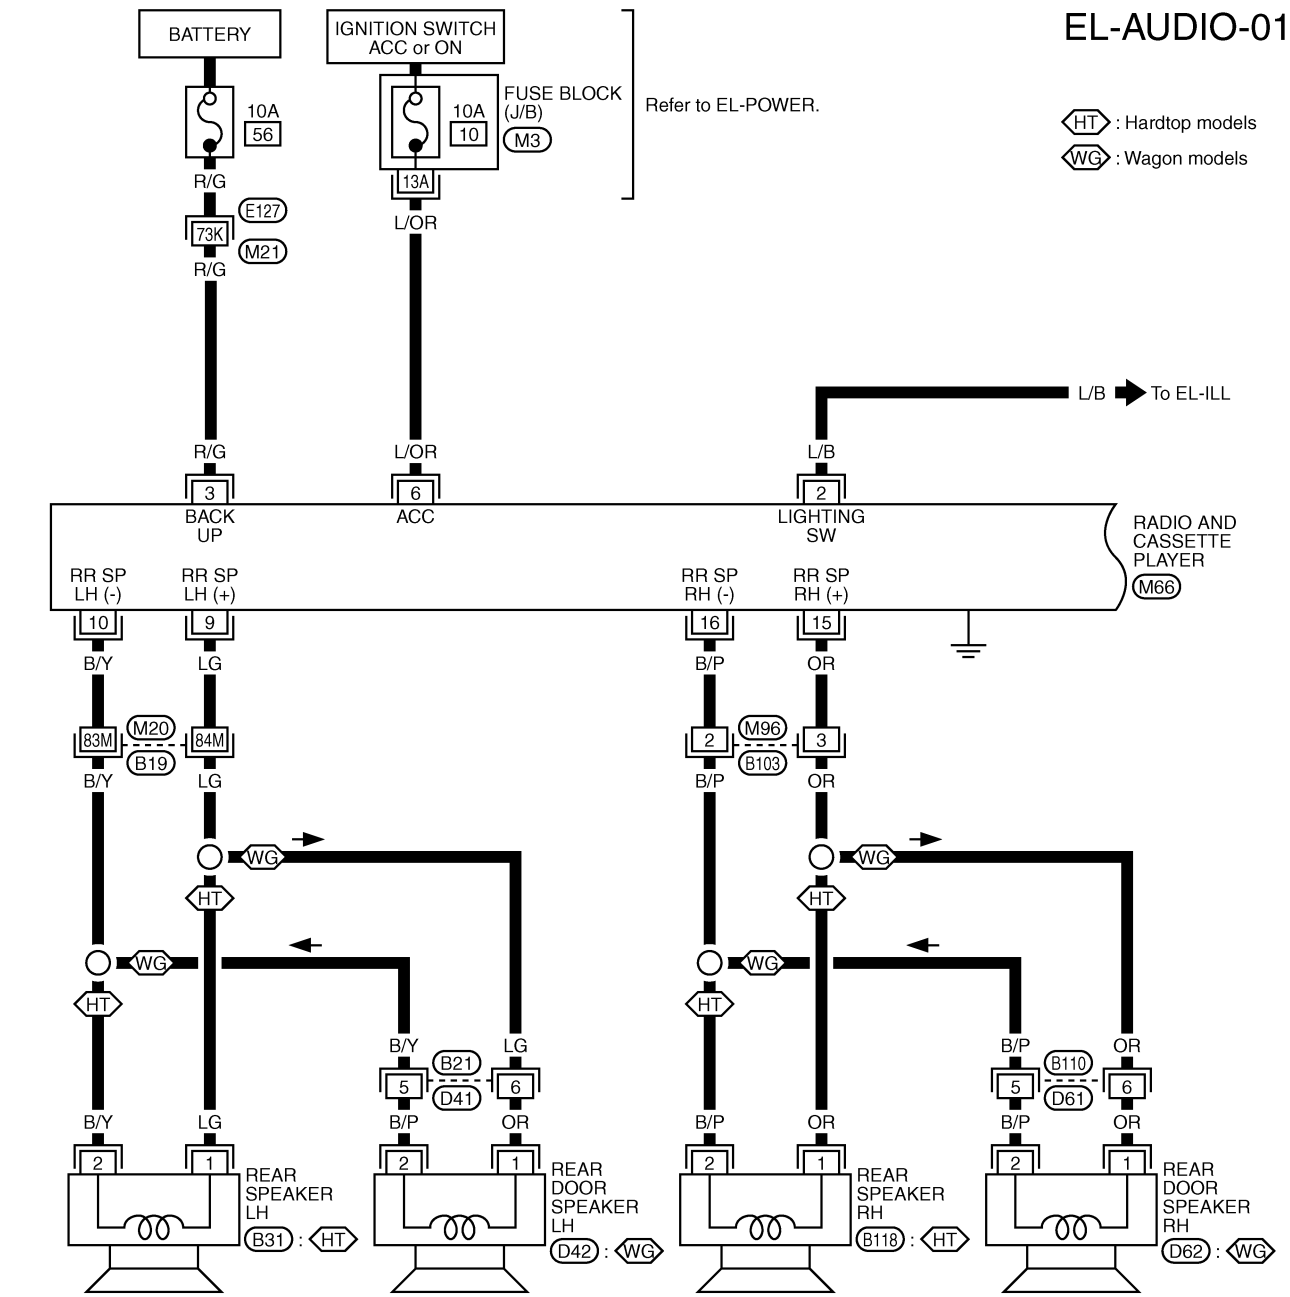 EL-AUDIO-01
BATTERY
IGNITION SWITCH
ACC or ON
10A
56
10A
10
FUSE BLOCK
(J/B)
M3
Refer to EL-POWER.
HT : Hardtop models
WG : Wagon models
R/G
13A
E127
L/OR
73K
M21
R/G
L/B
To EL-ILL
R/G
L/OR
L/B
3
6
2
BACK
UP
ACC
LIGHTING
SW
RADIO AND
CASSETTE
PLAYER
M66
RR SP
LH (-)
RR SP
LH (+)
RR SP
RH (-)
RR SP
RH (+)
10
9
16
15
B/Y
LG
B/P
OR
83M
M20
B19
84M
2
M96
B103
3
B/Y
LG
B/P
OR
WG
WG
HT
HT
WG
WG
HT
HT
B/Y
LG
B/P
OR
5
B21
D41
6
5
B110
D61
6
B/Y
LG
B/P
OR
B/P
OR
B/P
OR
2
1
2
1
2
1
2
1
REAR
SPEAKER
LH
B31 : HT
REAR
DOOR
SPEAKER
LH
D42 : WG
REAR
SPEAKER
RH
B118 : HT
REAR
DOOR
SPEAKER
RH
D62 : WG